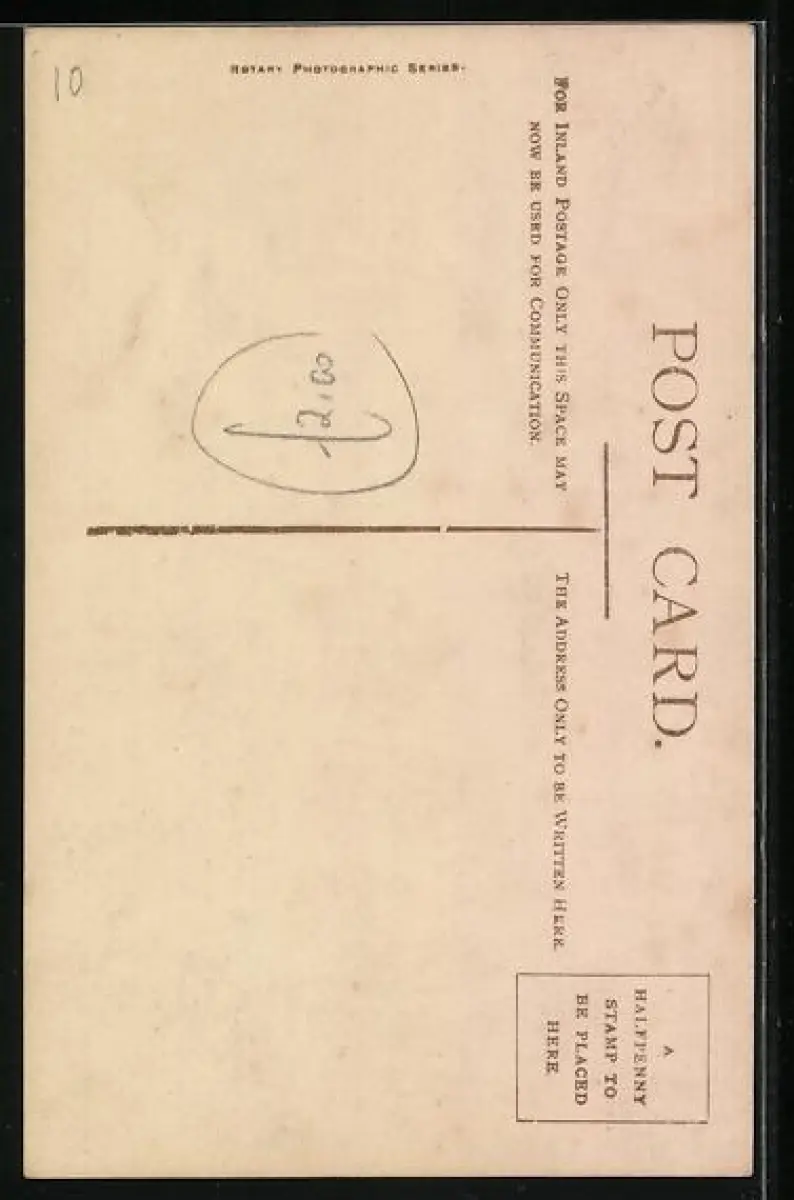 POST CARD.
FOR INLAND POSTAGE ONLY THIS SPACE MAY
NOW BE USED FOR COMMUNICATION.
THE ADDRESS ONLY TO BE WRITTEN HERE.
A
HALFPENNY
STAMP TO
BE PLACED
HERE.
ROTARY PHOTOGRAPHIC SERIES.
10
£2.00